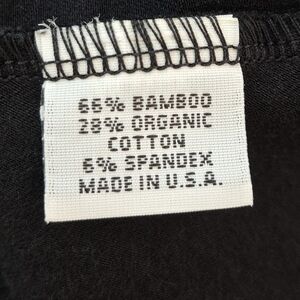 66% BAMBOO
28% ORGANIC
COTTON
6% SPANDEX
MADE IN U.S.A.